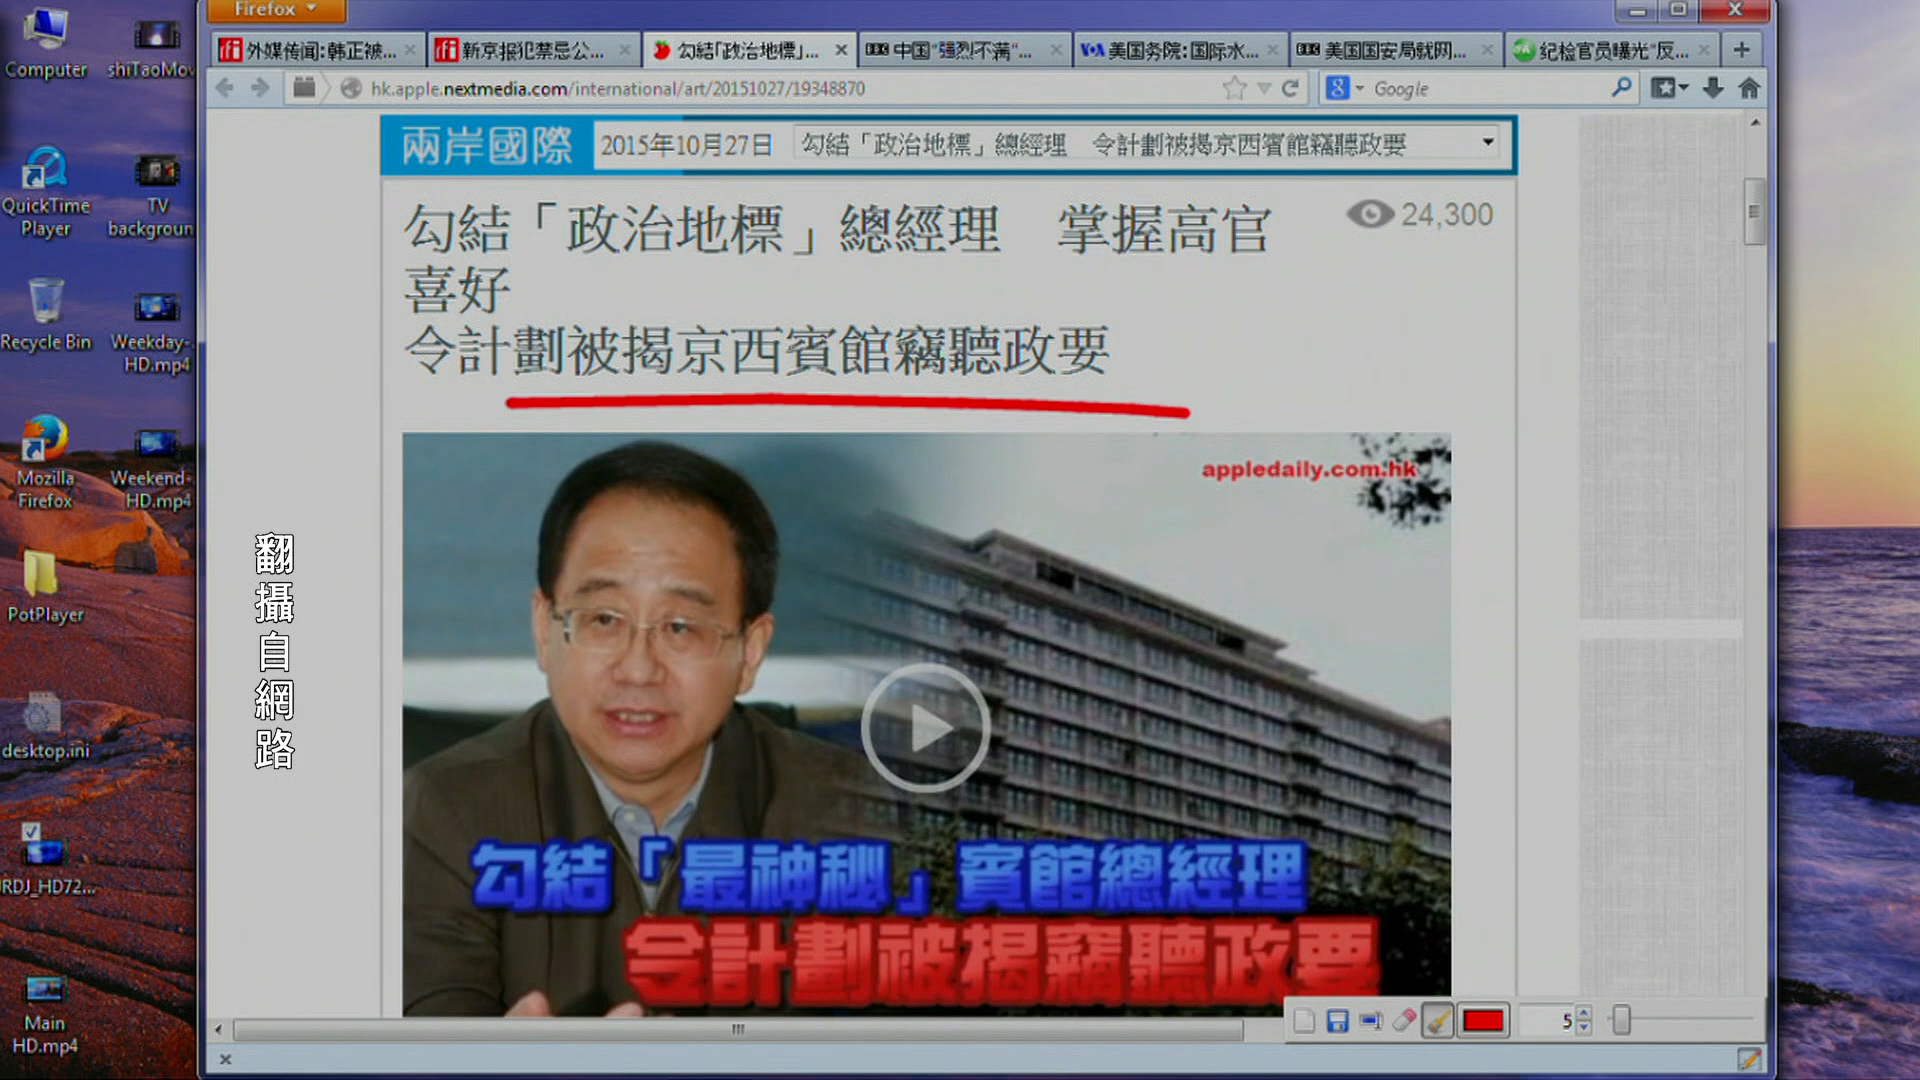 Firefox
外媒传闻:韩正被...
新京报犯禁忌公...
勾結「政治地標」...
中国"强烈不满"...
美国务院:国际水...
美国国安局就网...
纪检官员曝光"反...
hk.apple.nextmedia.com/international/art/20151027/19348870
Google
兩岸國際
2015年10月27日
勾結「政治地標」總經理　令計劃被揭京西賓館竊聽政要
勾結「政治地標」總經理　掌握高官
喜好
令計劃被揭京西賓館竊聽政要
24,300
appledaily.com.hk
勾結「最神秘」賓館總經理
令計劃被揭竊聽政要
翻攝自網路
5
Computer
shiTaoMov
QuickTime
Player
TV
backgroun
Recycle Bin
Weekday-
HD.mp4
Mozilla
Firefox
Weekend-
HD.mp4
PotPlayer
desktop.ini
RDJ_HD72...
Main
HD.mp4